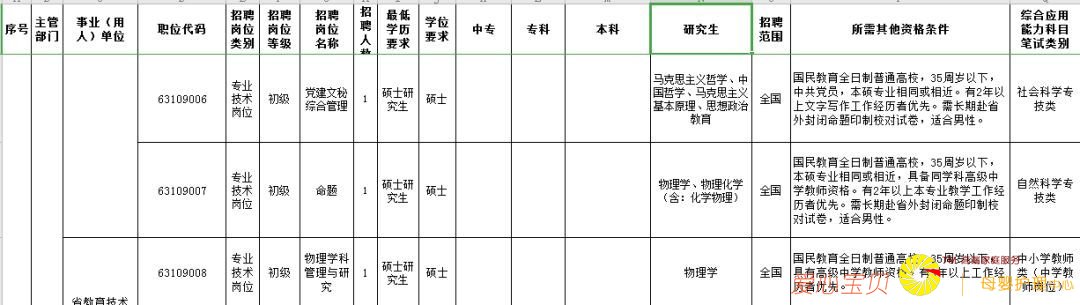 序号
主管
部门
事业（用
人）单位
职位代码
招聘
岗位
类别
招聘
岗位
等级
招聘
岗位
名称
招
聘
人
最低
学历
要求
学位
要求
中专
专科
本科
研究生
招聘
范围
所需其他资格条件
综合应用
能力科目
笔试类别
63109006
专业
技术
岗位
初级
党建文秘
综合管理
1
硕士研
究生
硕士
马克思主义哲学、中
国哲学、马克思主义
基本原理、思想政治
教育
全国
国民教育全日制普通高校，35周岁以下，
中共党员，本硕专业相同或相近。有2年以
上文字写作工作经历者优先。需长期赴省
外封闭命题印制校对试卷，适合男性。
社会科学专
技类
63109007
专业
技术
岗位
初级
命题
1
硕士研
究生
硕士
物理学、物理化学
（含：化学物理）
全国
国民教育全日制普通高校，35周岁以下，
本硕专业相同或相近，具备同学科高级中
学教师资格。有2年以上本专业教学工作经
历者优先。需长期赴省外封闭命题印制校
对试卷，适合男性。
自然科学专
技类
省教育技术
63109008
专业
技术
岗位
初级
物理学科
管理与研
究
1
硕士研
究生
硕士
物理学
全国
国民教育全日制普通高校，35周岁以下，
具有高级中学教师资格。有 年以上工作经
历者优先。
中小学教师
类（中学教
师岗位）
爱心宝贝
母婴护理中心